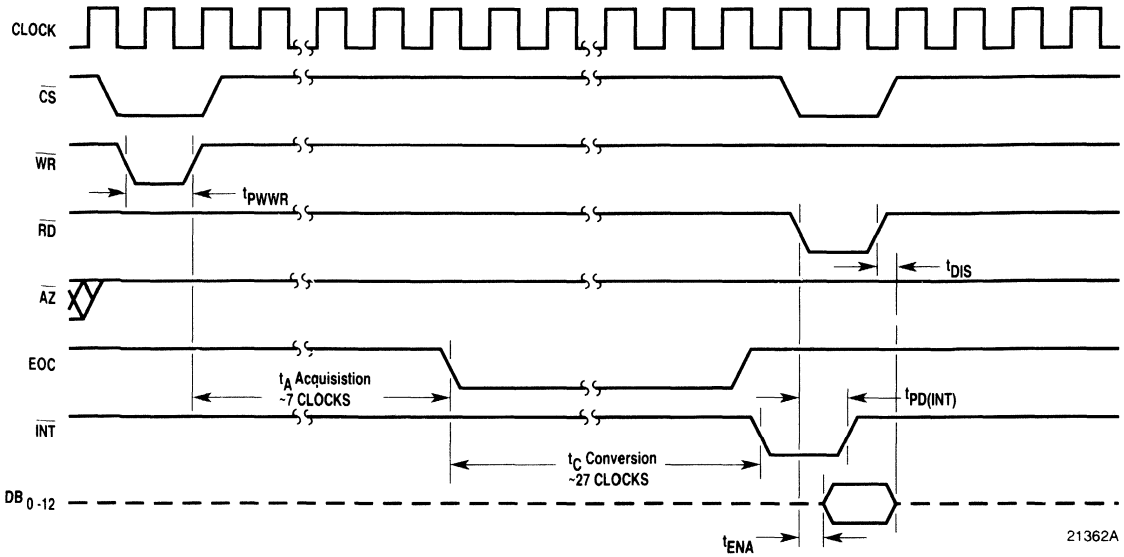 CLOCK
CS
WR
tPWWR
RD
tDIS
AZ
EOC
tA Acquisistion
~7 CLOCKS
tPD(INT)
INT
tC Conversion
~27 CLOCKS
DB0-12
tENA
21362A